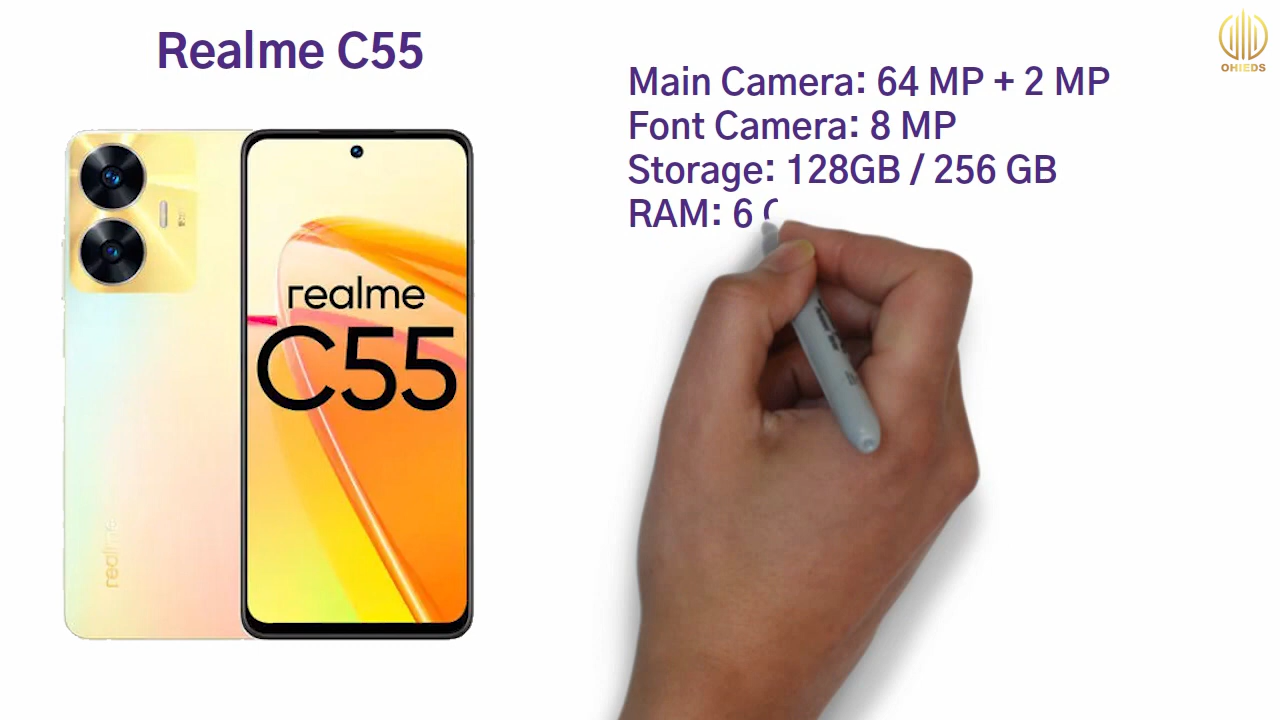 Realme C55
OHIEDS
Main Camera: 64 MP + 2 MP
Font Camera: 8 MP
Storage: 128GB / 256 GB
RAM: 6
realme
C55
realme